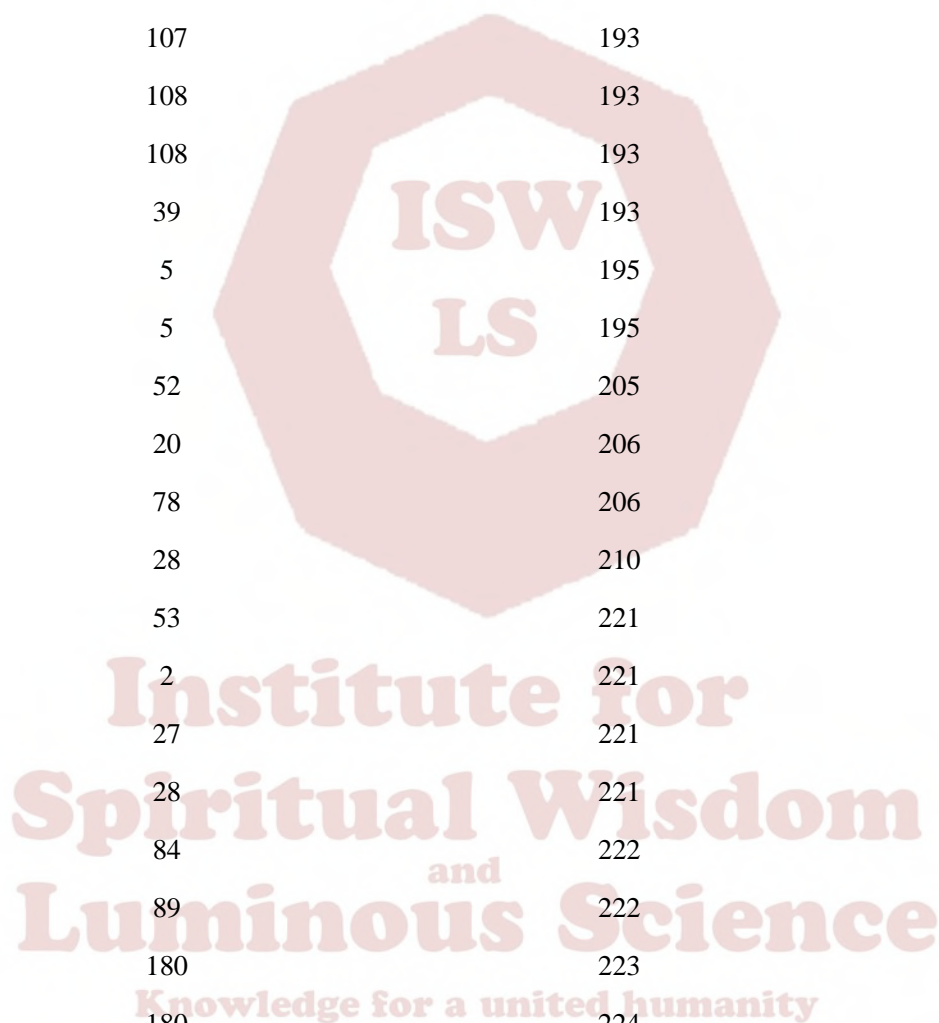 107 193
108 193
108 193
39 193
ISW
5 195
5 195
LS
52 205
20 206
78 206
28 210
53 221
Institute for
2 221
27 221
Spiritual Wisdom
28 221
84 222
and
Luminous Science
89 222
180 223
Knowledge for a united humanity
180 224